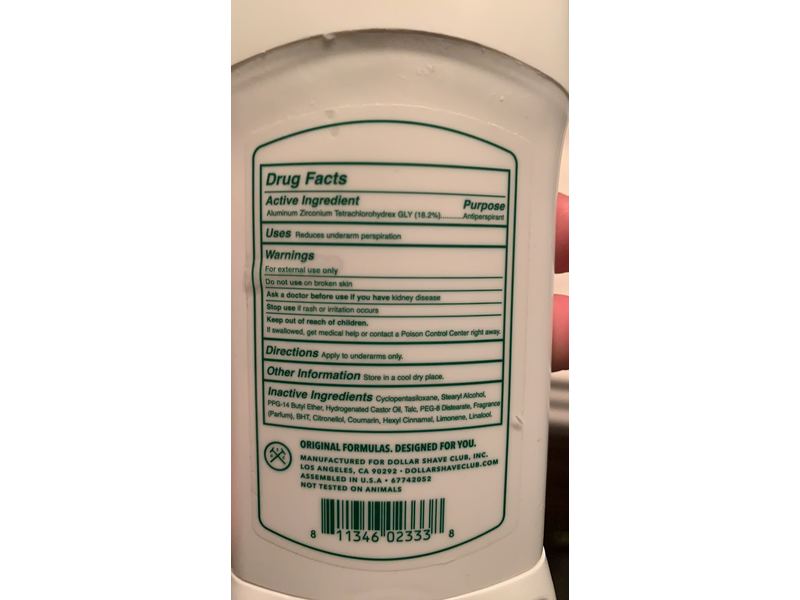 Drug Facts
Active Ingredient Purpose
Aluminum Zirconium Tetrachlorohydrex GLY (18.2%)..........Antiperspirant
Uses Reduces underarm perspiration
Warnings
For external use only
Do not use on broken skin
Ask a doctor before use if you have kidney disease
Stop use if rash or irritation occurs
Keep out of reach of children.
If swallowed, get medical help or contact a Poison Control Center right away.
Directions Apply to underarms only.
Other Information Store in a cool dry place.
Inactive Ingredients Cyclopentasiloxane, Stearyl Alcohol,
PPG-14 Butyl Ether, Hydrogenated Castor Oil, Talc, PEG-8 Distearate, Fragrance
(Parfum), BHT, Citronellol, Coumarin, Hexyl Cinnamal, Limonene, Linalool.
ORIGINAL FORMULAS. DESIGNED FOR YOU.
MANUFACTURED FOR DOLLAR SHAVE CLUB, INC.
LOS ANGELES, CA 90292 • DOLLARSHAVECLUB.COM
ASSEMBLED IN U.S.A • 67742052
NOT TESTED ON ANIMALS
8 11346 02333 8